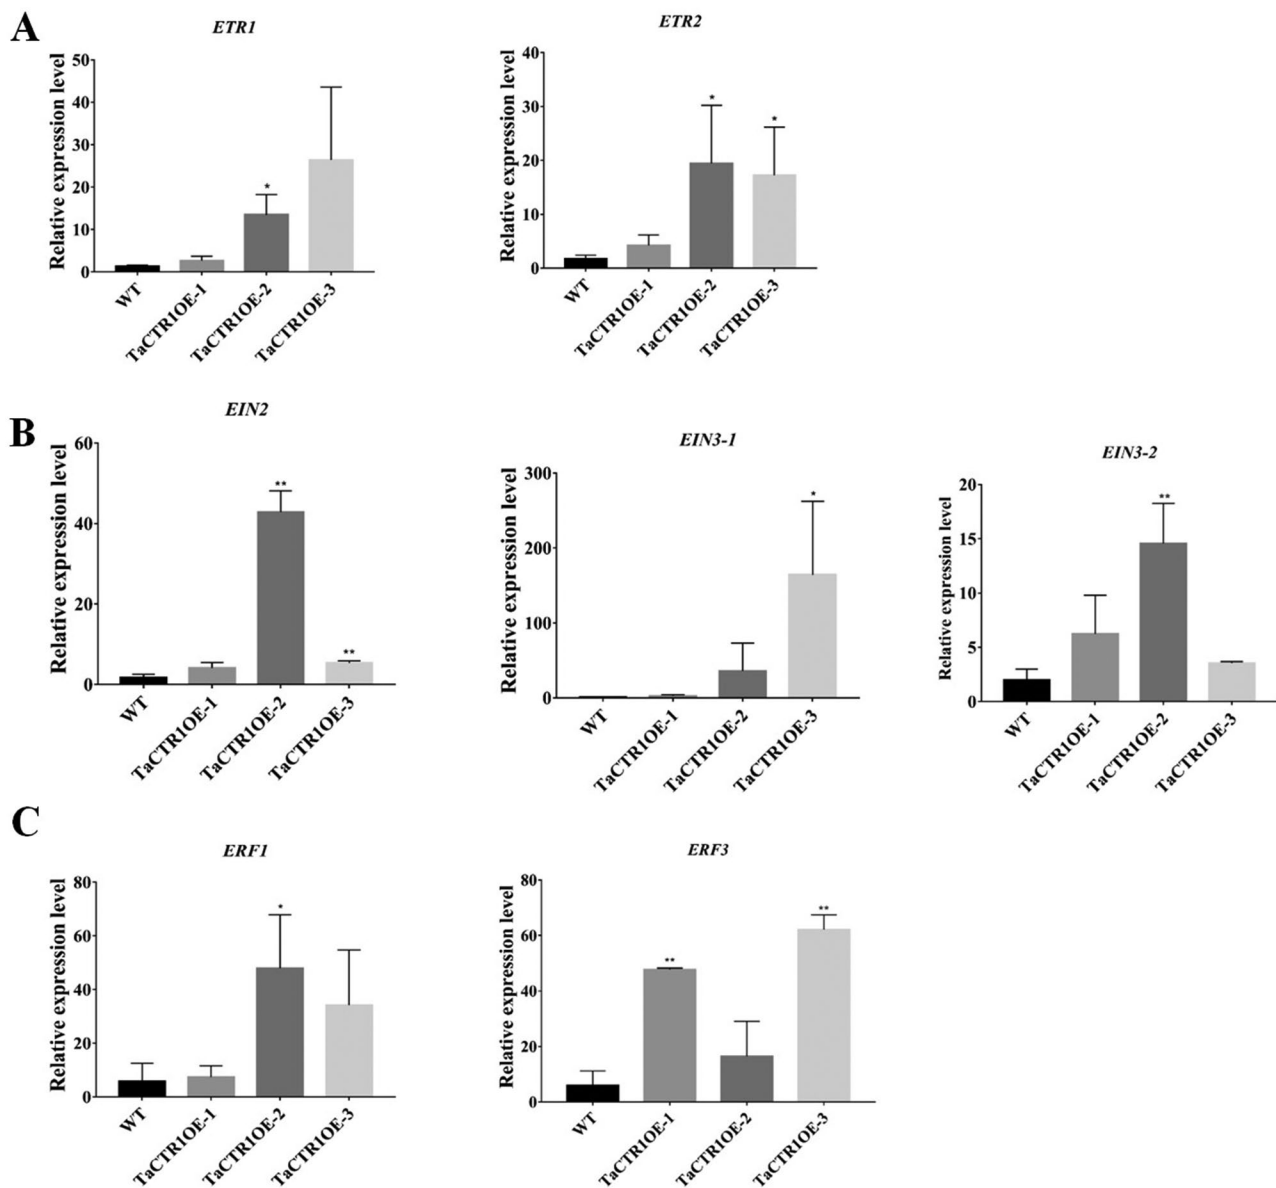 A
ETR1
Relative expression level
50
40
30
20
10
0
*
WT
TaCTR1OE-1
TaCTR1OE-2
TaCTR1OE-3
ETR2
Relative expression level
40
30
20
10
0
*
*
WT
TaCTR1OE-1
TaCTR1OE-2
TaCTR1OE-3
B
EIN2
Relative expression level
60
40
20
0
**
**
WT
TaCTR1OE-1
TaCTR1OE-2
TaCTR1OE-3
EIN3-1
Relative expression level
300
200
100
0
*
WT
TaCTR1OE-1
TaCTR1OE-2
TaCTR1OE-3
EIN3-2
Relative expression level
20
15
10
5
0
**
WT
TaCTR1OE-1
TaCTR1OE-2
TaCTR1OE-3
C
ERF1
Relative expression level
80
60
40
20
0
*
WT
TaCTR1OE-1
TaCTR1OE-2
TaCTR1OE-3
ERF3
Relative expression level
80
60
40
20
0
**
**
WT
TaCTR1OE-1
TaCTR1OE-2
TaCTR1OE-3